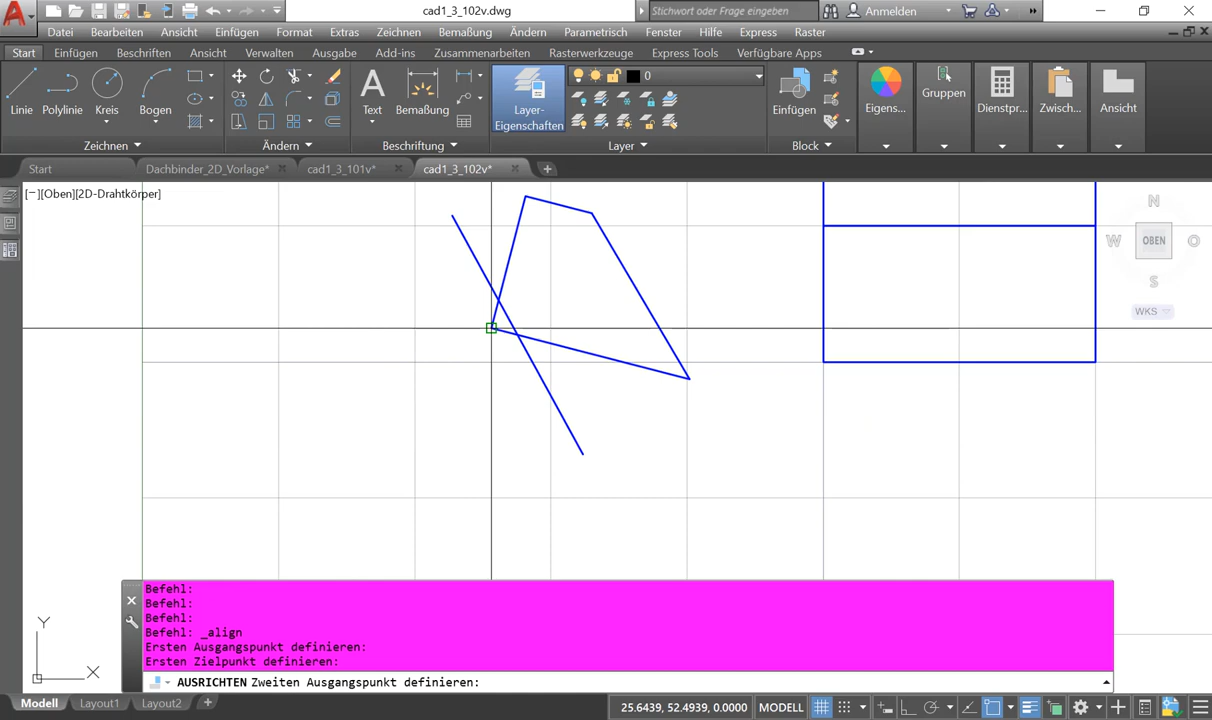 cad1_3_102v.dwg
Stichwort oder Frage eingeben
Anmelden
Datei Bearbeiten Ansicht Einfügen Format Extras Zeichnen Bemaßung Ändern Parametrisch Fenster Hilfe Express Raster
Start Einfügen Beschriften Ansicht Verwalten Ausgabe Add-ins Zusammenarbeiten Rasterwerkzeuge Express Tools Verfügbare Apps
0
Linie Polylinie Kreis Bogen Text Bemaßung Layer-Eigenschaften Einfügen Eigens... Gruppen Dienstpr... Zwisch... Ansicht
Zeichnen Ändern Beschriftung Layer Block
Start Dachbinder_2D_Vorlage* cad1_3_101v* cad1_3_102v*
[−][Oben][2D-Drahtkörper]
N
W OBEN O
S
WKS
Y
X
Befehl:
Befehl:
Befehl:
Befehl: _align
Ersten Ausgangspunkt definieren:
Ersten Zielpunkt definieren:
AUSRICHTEN Zweiten Ausgangspunkt definieren:
Modell Layout1 Layout2 +
25.6439, 52.4939, 0.0000 MODELL